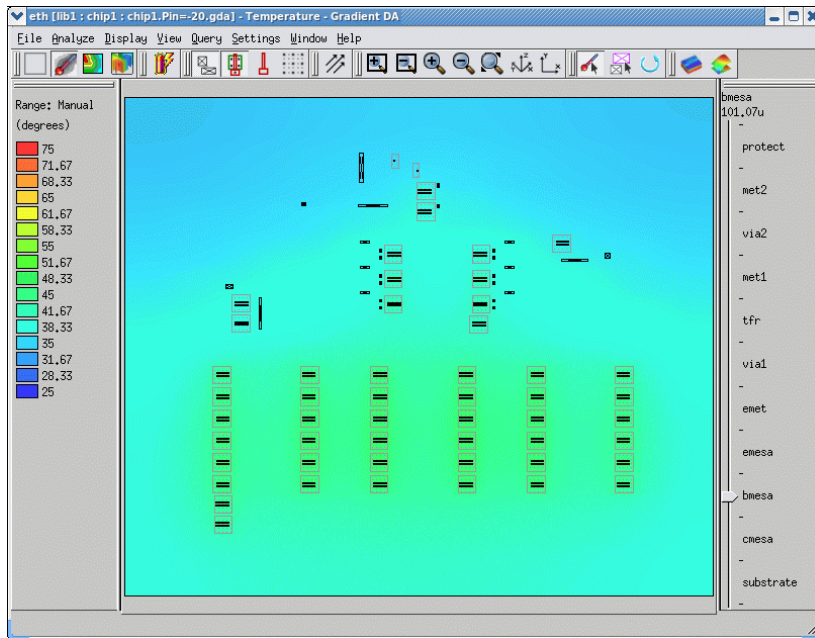 eth [lib1 : chip1 : chip1.Pin=-20.gda] - Temperature - Gradient DA
File Analyze Display View Query Settings Window Help
Range: Manual
(degrees)
75
71.67
68.33
65
61.67
58.33
55
51.67
48.33
45
41.67
38.33
35
31.67
28.33
25
bmesa
101.07u
protect
met2
via2
met1
tfr
via1
emet
emesa
bmesa
cmesa
substrate